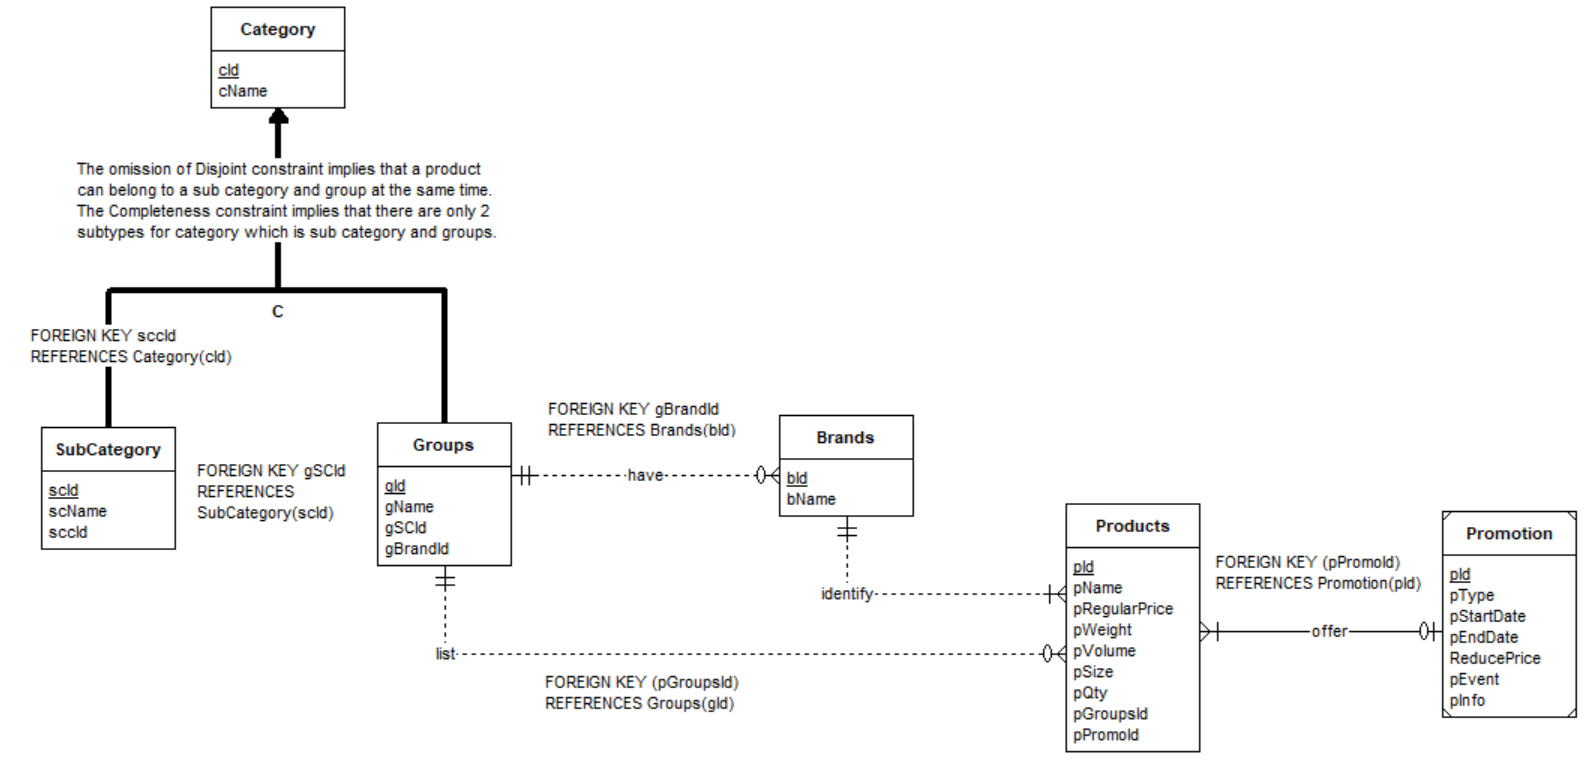 Category
cId
cName
The omission of Disjoint constraint implies that a product
can belong to a sub category and group at the same time.
The Completeness constraint implies that there are only 2
subtypes for category which is sub category and groups.
C
FOREIGN KEY sccId
REFERENCES Category(cId)
SubCategory
scId
scName
sccId
FOREIGN KEY gSCId
REFERENCES
SubCategory(scId)
Groups
gId
gName
gSCId
gBrandId
FOREIGN KEY gBrandId
REFERENCES Brands(bId)
have
Brands
bId
bName
identify
list
FOREIGN KEY (pGroupsId)
REFERENCES Groups(gId)
Products
pId
pName
pRegularPrice
pWeight
pVolume
pSize
pQty
pGroupsId
pPromoId
FOREIGN KEY (pPromoId)
REFERENCES Promotion(pId)
offer
Promotion
pId
pType
pStartDate
pEndDate
ReducePrice
pEvent
pInfo